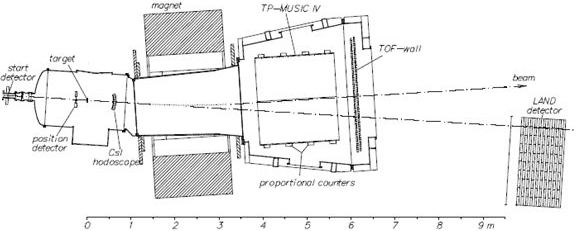 magnet
TP-MUSIC IV
TOF-wall
start
detector
target
beam
LAND
detector
position
detector
CsI
hodoscope
proportional counters
0 1 2 3 4 5 6 7 8 9 m